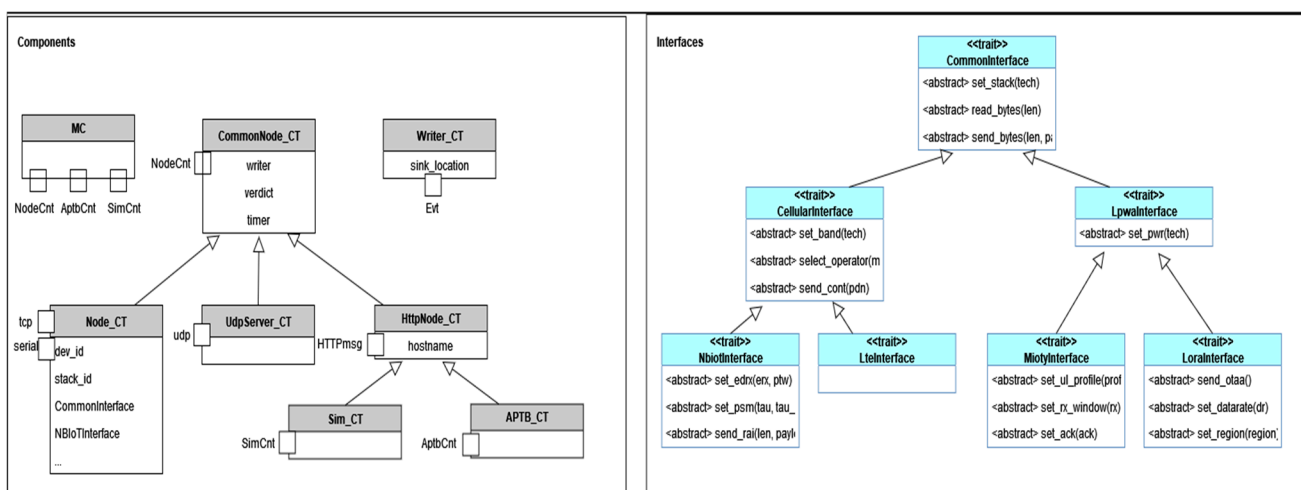 Components
MC
NodeCnt AptbCnt SimCnt
CommonNode_CT
NodeCnt
writer
verdict
timer
Writer_CT
sink_location
Evt
tcp
serial
Node_CT
dev_id
stack_id
CommonInterface
NBIoTInterface
...
udp
UdpServer_CT
HTTPmsg
HttpNode_CT
hostname
SimCnt
Sim_CT
AptbCnt
APTB_CT
Interfaces
<<trait>>
CommonInterface
<abstract> set_stack(tech)
<abstract> read_bytes(len)
<abstract> send_bytes(len, pa
<<trait>>
CellularInterface
<abstract> set_band(tech)
<abstract> select_operator(m
<abstract> send_cont(pdn)
<<trait>>
LpwaInterface
<abstract> set_pwr(tech)
<<trait>>
NbiotInterface
<abstract> set_edrx(erx, ptw)
<abstract> set_psm(tau, tau_
<abstract> send_rai(len, paylo
<<trait>>
LteInterface
<<trait>>
MiotyInterface
<abstract> set_ul_profile(prof
<abstract> set_rx_window(rx)
<abstract> set_ack(ack)
<<trait>>
LoraInterface
<abstract> send_otaa()
<abstract> set_datarate(dr)
<abstract> set_region(region)